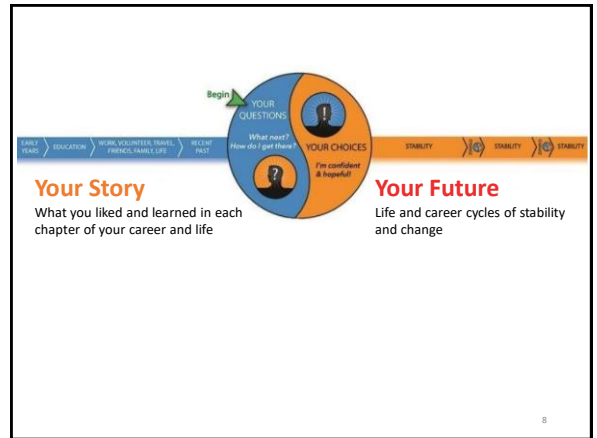 Begin
YOUR
QUESTIONS
What next?
How do I get there?
?
!
YOUR CHOICES
I'm confident
& hopeful!
EARLY
YEARS
EDUCATION
WORK, VOLUNTEER, TRAVEL,
FRIENDS, FAMILY, LIFE
RECENT
PAST
STABILITY
STABILITY
STABILITY
Your Story
What you liked and learned in each
chapter of your career and life
Your Future
Life and career cycles of stability
and change
8